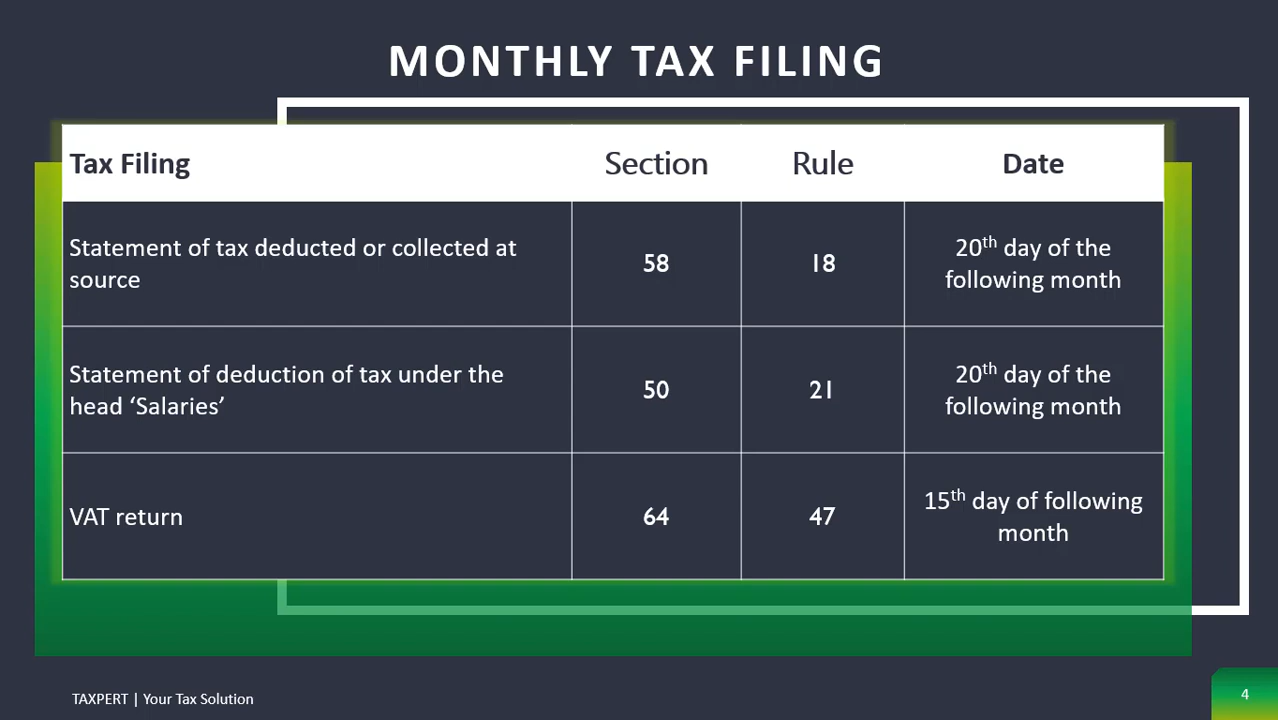 MONTHLY TAX FILING
Tax Filing Section Rule Date
Statement of tax deducted or collected at
source
58 18
20th day of the
following month
Statement of deduction of tax under the
head ‘Salaries’
50 21
20th day of the
following month
VAT return 64 47
15th day of following
month
TAXPERT | Your Tax Solution
4